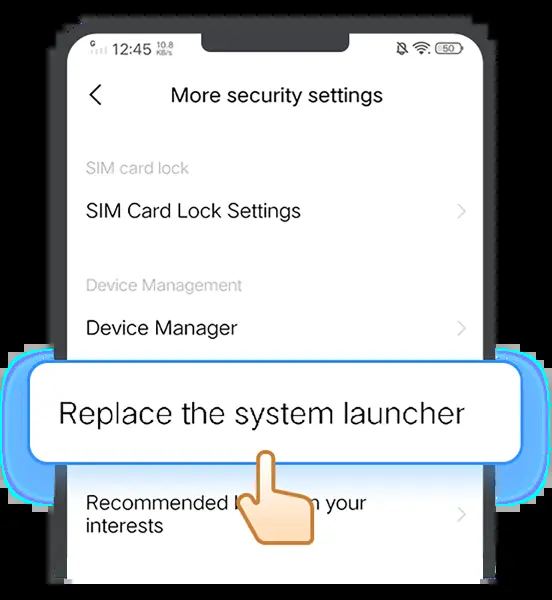 G 12:45 10.8 KB/s 50
More security settings
SIM card lock
SIM Card Lock Settings
Device Management
Device Manager
Replace the system launcher
Recommended your
interests